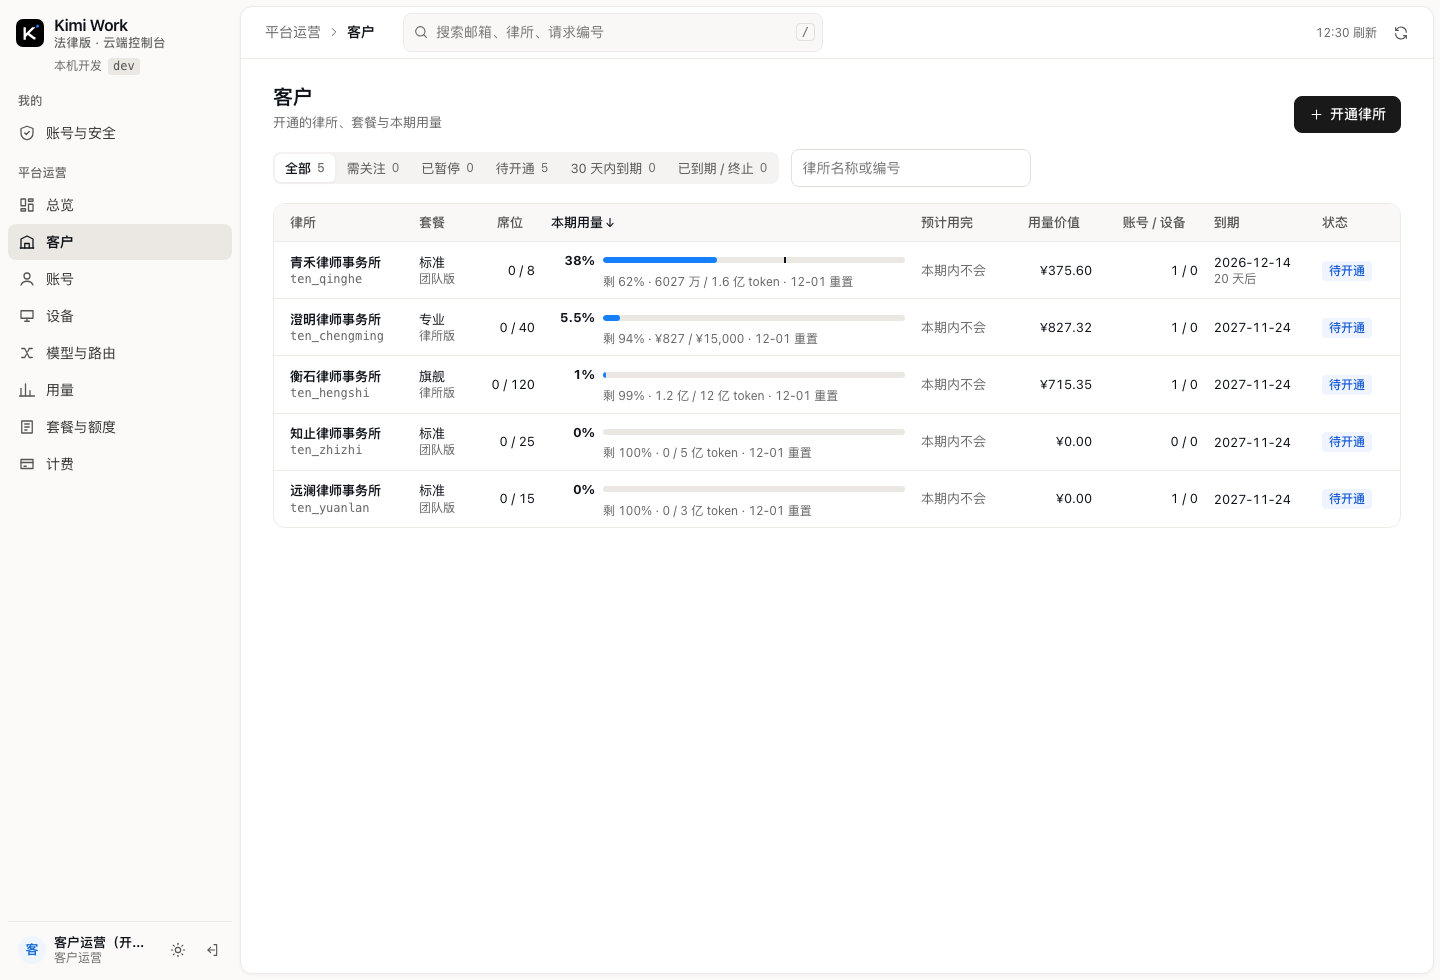 Kimi Work
法律版 · 云端控制台
本机开发 dev
我的
账号与安全
平台运营
总览
客户
账号
设备
模型与路由
用量
套餐与额度
计费
客 客户运营（开...
客户运营
平台运营 > 客户
搜索邮箱、律所、请求编号 /
12:30 刷新
客户
开通的律所、套餐与本期用量
+ 开通律所
全部 5 需关注 0 已暂停 0 待开通 5 30 天内到期 0 已到期 / 终止 0
律所名称或编号
律所 套餐 席位 本期用量↓ 预计用完 用量价值 账号 / 设备 到期 状态
青禾律师事务所 标准 0 / 8 38% 本期内不会 ¥375.60 1 / 0 2026-12-14 待开通
ten_qinghe 团队版 剩 62% · 6027 万 / 1.6 亿 token · 12-01 重置 20 天后
澄明律师事务所 专业 0 / 40 5.5% 本期内不会 ¥827.32 1 / 0 2027-11-24 待开通
ten_chengming 律所版 剩 94% · ¥827 / ¥15,000 · 12-01 重置
衡石律师事务所 旗舰 0 / 120 1% 本期内不会 ¥715.35 1 / 0 2027-11-24 待开通
ten_hengshi 律所版 剩 99% · 1.2 亿 / 12 亿 token · 12-01 重置
知止律师事务所 标准 0 / 25 0% 本期内不会 ¥0.00 0 / 0 2027-11-24 待开通
ten_zhizhi 团队版 剩 100% · 0 / 5 亿 token · 12-01 重置
远澜律师事务所 标准 0 / 15 0% 本期内不会 ¥0.00 1 / 0 2027-11-24 待开通
ten_yuanlan 团队版 剩 100% · 0 / 3 亿 token · 12-01 重置